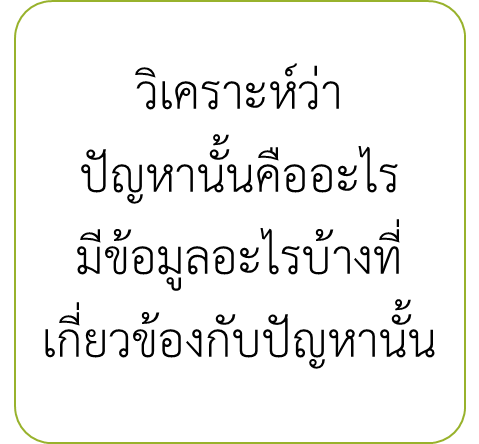 วิเคราะห์ว่า
ปัญหานั้นคืออะไร
มีข้อมูลอะไรบ้างที่
เกี่ยวข้องกับปัญหานั้น